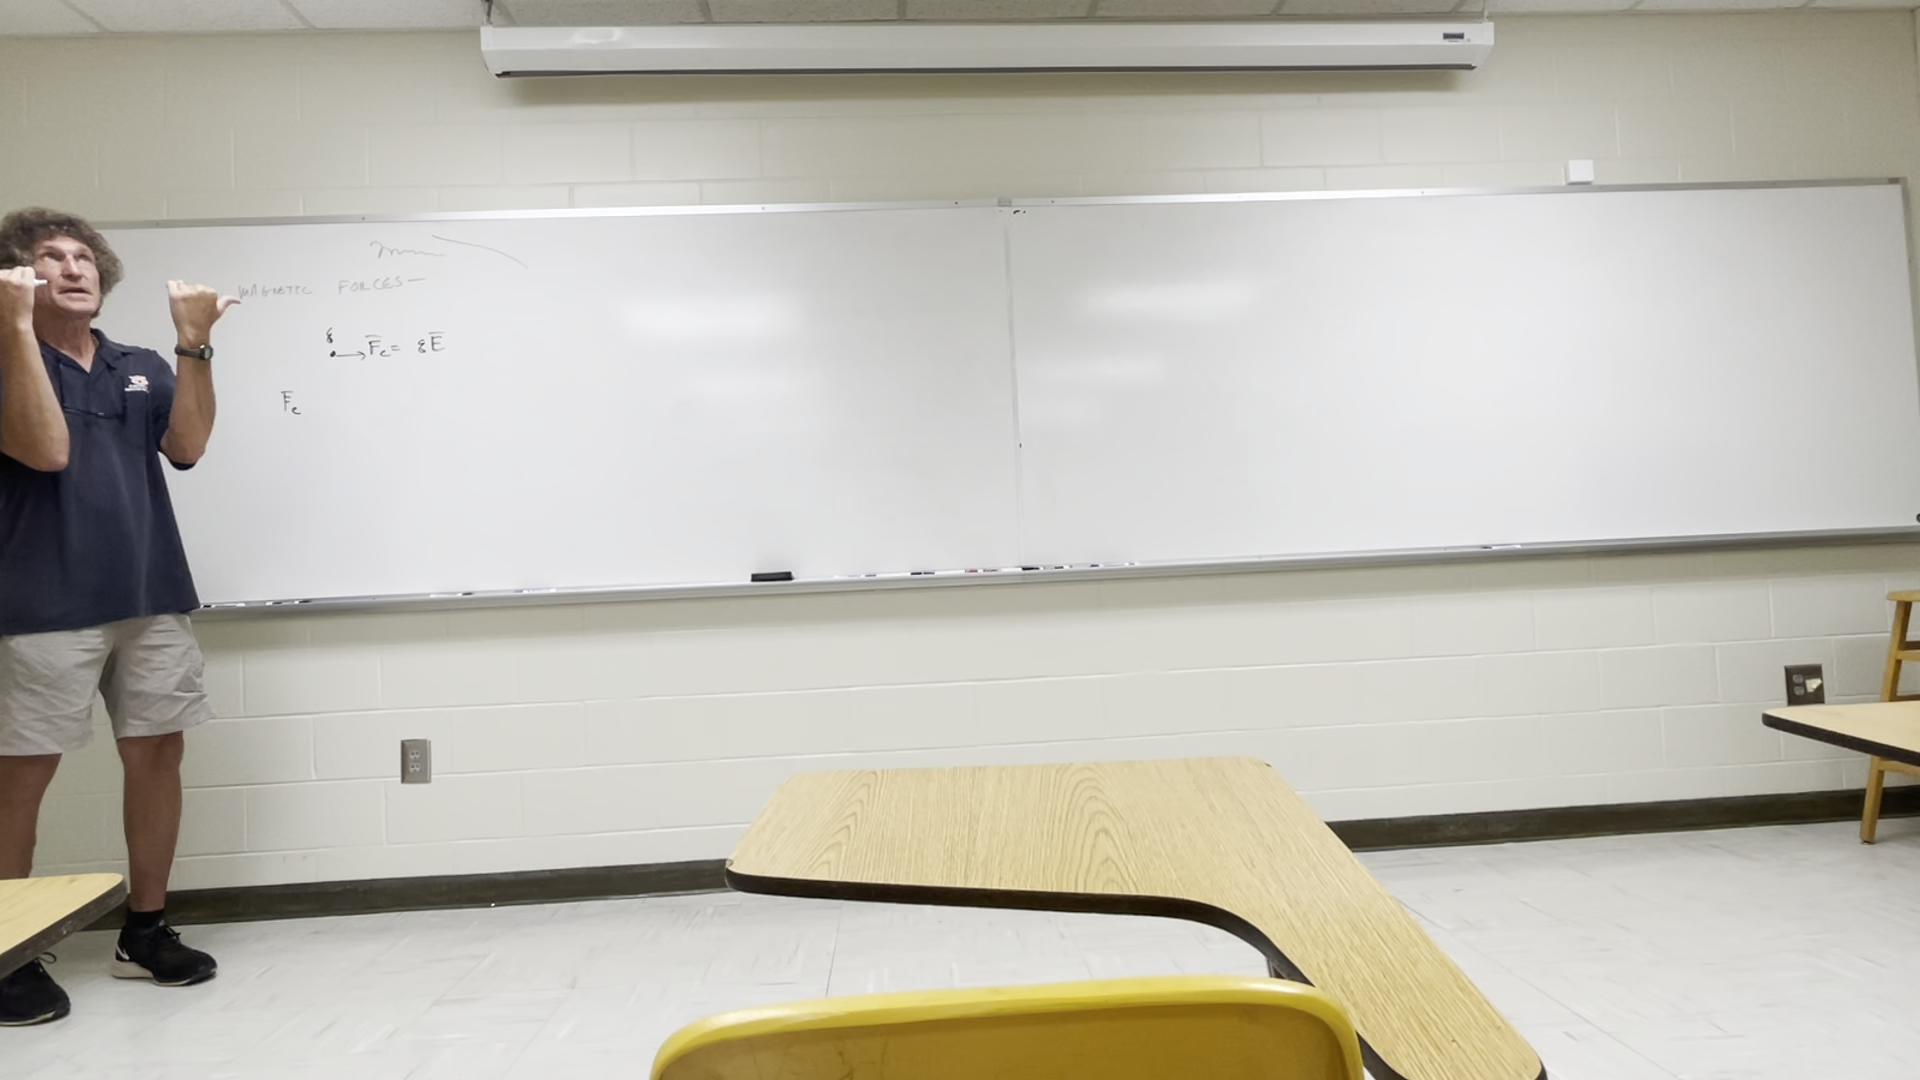 MAGNETIC FORCES—
q
F̅e = qE̅
F̅e